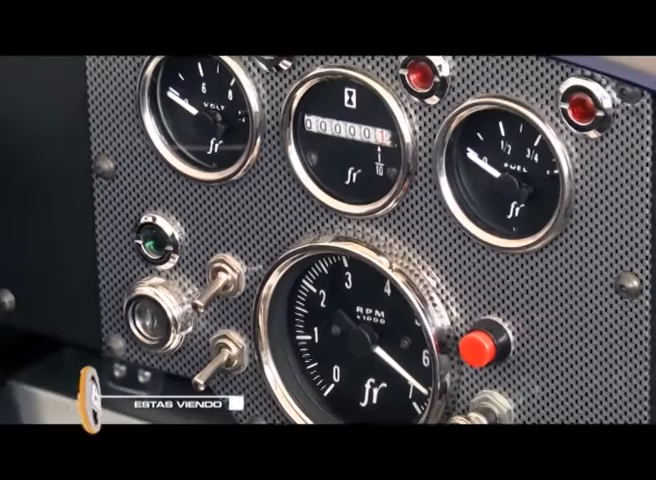 6
8
VOLT
fr
000001
1/10
fr
1/2
3/4
0
FUEL
fr
0
1
2
3
4
6
7
RPM
x1000
fr
ESTAS VIENDO